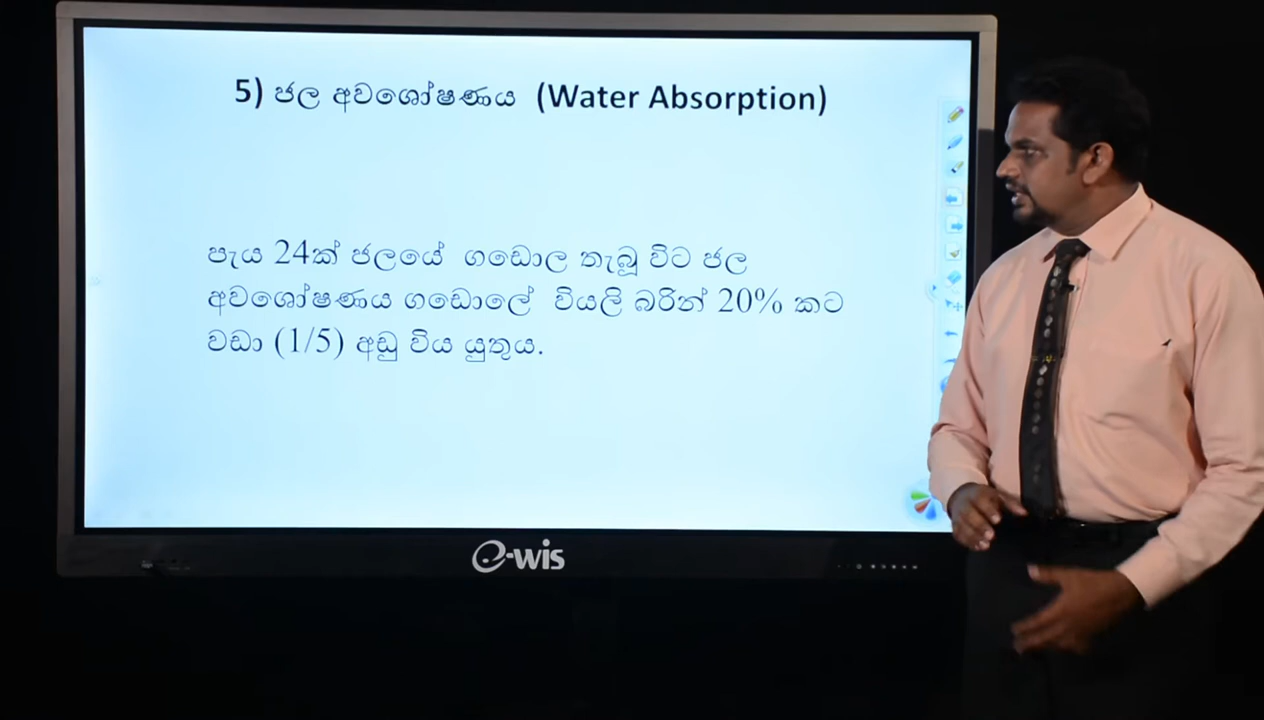 5) ජල අවශෝෂණය (Water Absorption)
පැය 24ක් ජලයේ ගඩොල තැබූ විට ජල
අවශෝෂණය ගඩොලේ වියලි බරින් 20% කට
වඩා (1/5) අඩු විය යුතුය.
e-wis